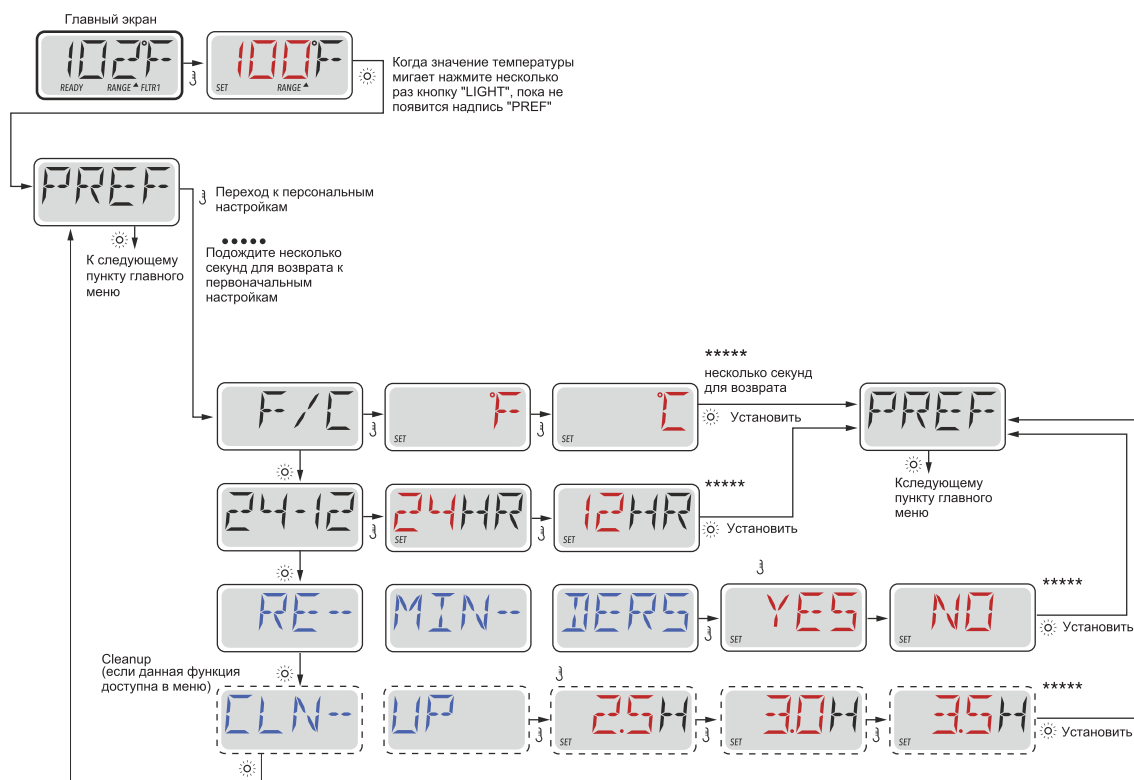 Главный экран
102°F
READY RANGE FLTR1
100°F
SET RANGE
Когда значение температуры
мигает нажмите несколько
раз кнопку "LIGHT", пока не
появится надпись "PREF"
PREF
Переход к персональным
настройкам
К следующему
пункту главного
меню
Подождите несколько
секунд для возврата к
первоначальным
настройкам
F/C
°F
SET
°C
SET
*****
несколько секунд
для возврата
Установить
PREF
Кследующему
пункту главного
меню
24-12
24HR
SET
12HR
SET
*****
Установить
RE--
MIN--
DERS
YES
SET
NO
SET
*****
Установить
Cleanup
(если данная функция
доступна в меню)
CLN--
UP
2.5H
SET
3.0H
SET
3.5H
SET
*****
Установить